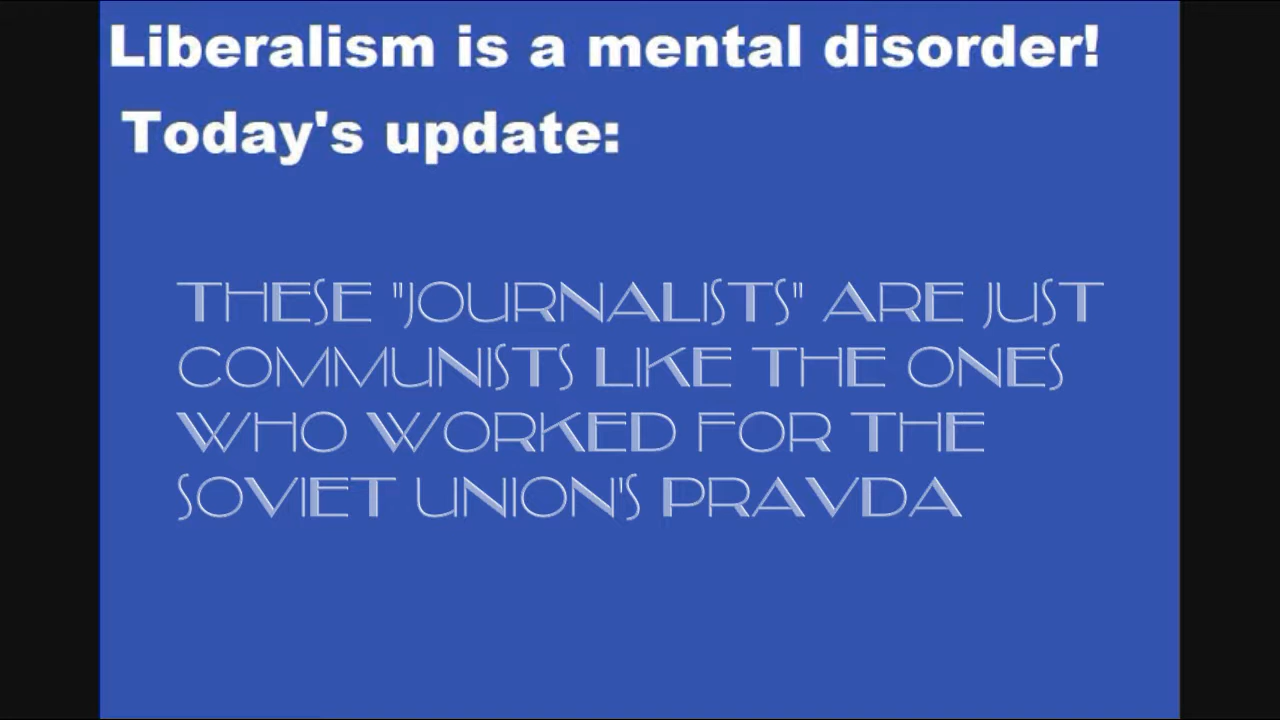 Liberalism is a mental disorder!
Today's update:
THESE "JOURNALISTS" ARE JUST
COMMUNISTS LIKE THE ONES
WHO WORKED FOR THE
SOVIET UNION'S PRAVDA